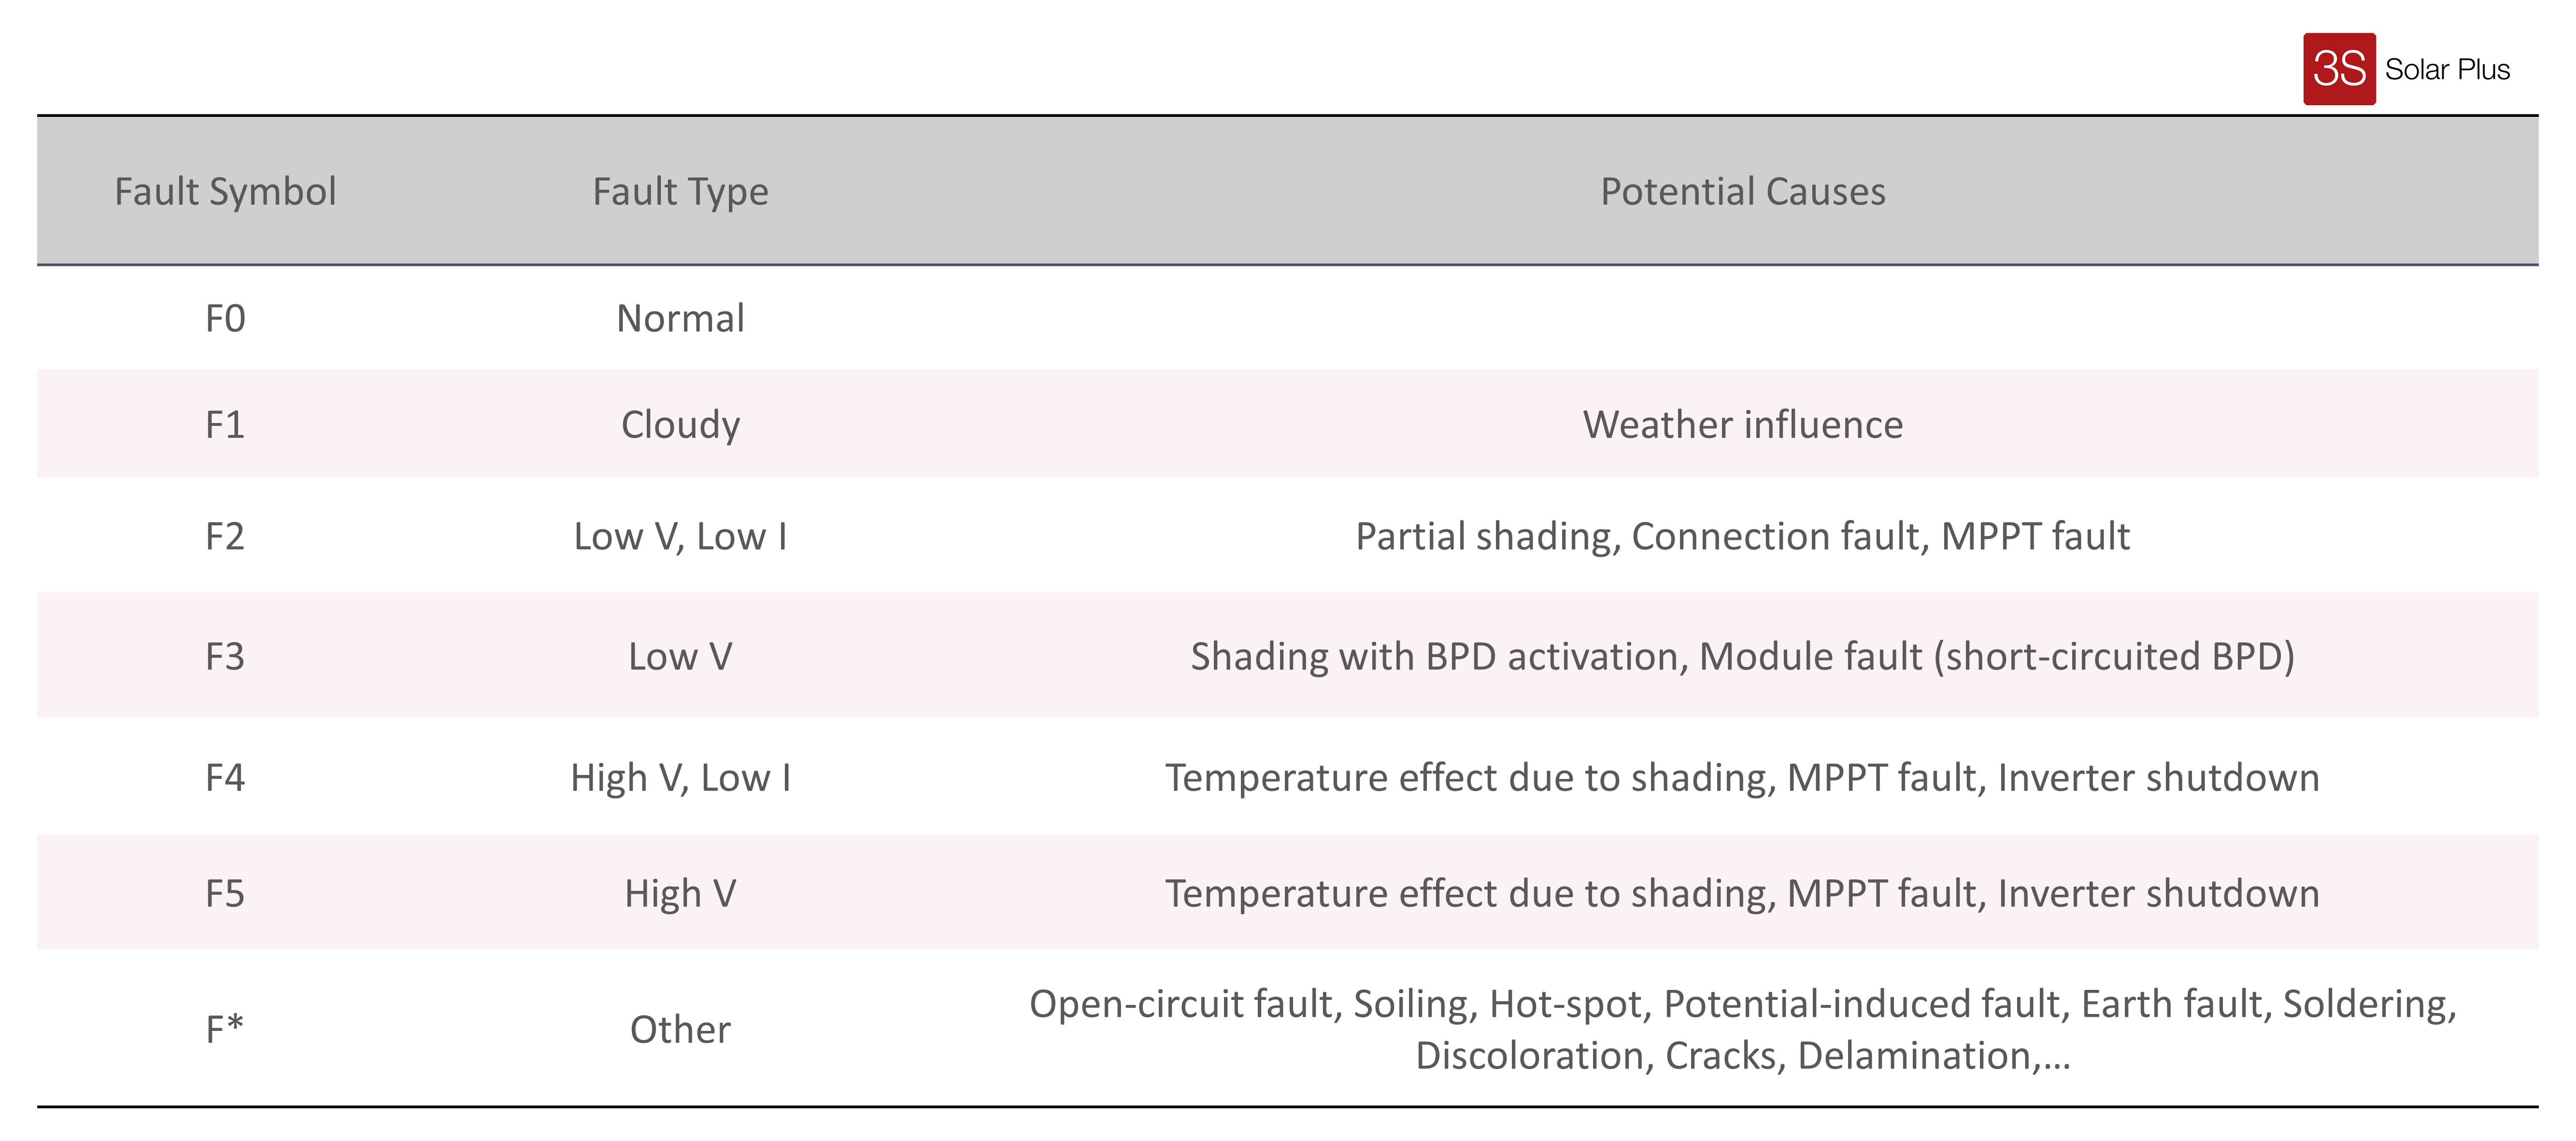 3S Solar Plus
Fault Symbol Fault Type Potential Causes
F0 Normal
F1 Cloudy Weather influence
F2 Low V, Low I Partial shading, Connection fault, MPPT fault
F3 Low V Shading with BPD activation, Module fault (short-circuited BPD)
F4 High V, Low I Temperature effect due to shading, MPPT fault, Inverter shutdown
F5 High V Temperature effect due to shading, MPPT fault, Inverter shutdown
F* Other Open-circuit fault, Soiling, Hot-spot, Potential-induced fault, Earth fault, Soldering,
Discoloration, Cracks, Delamination,...